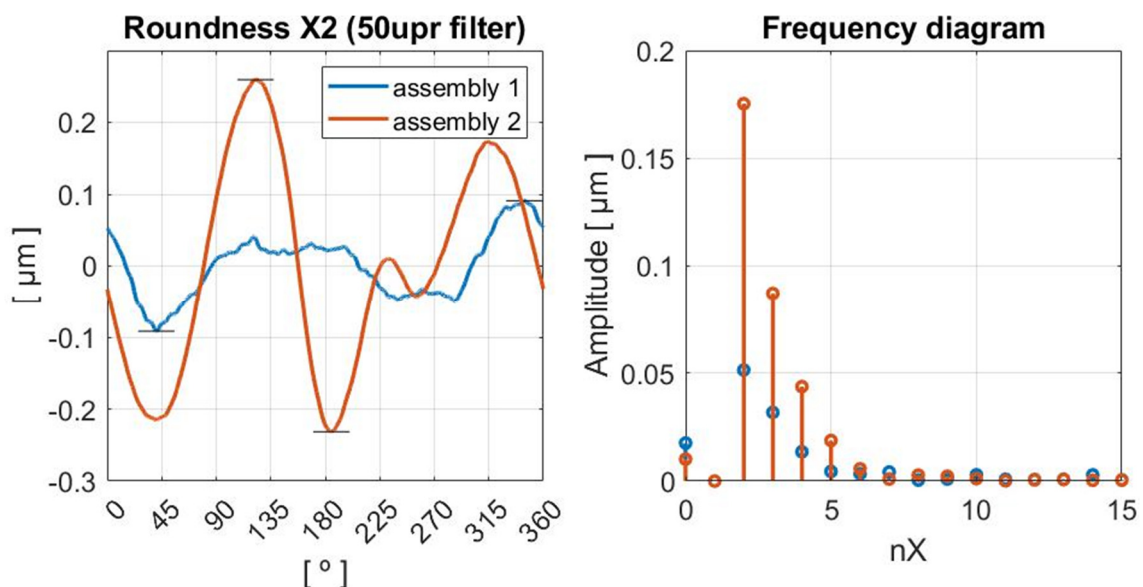 Roundness X2 (50upr filter)
assembly 1
assembly 2
[ µm ]
0.2
0.1
0
-0.1
-0.2
-0.3
0 45 90 135 180 225 270 315 360
[ º ]
Frequency diagram
Amplitude [ µm ]
0.2
0.15
0.1
0.05
0
0 5 10 15
nX